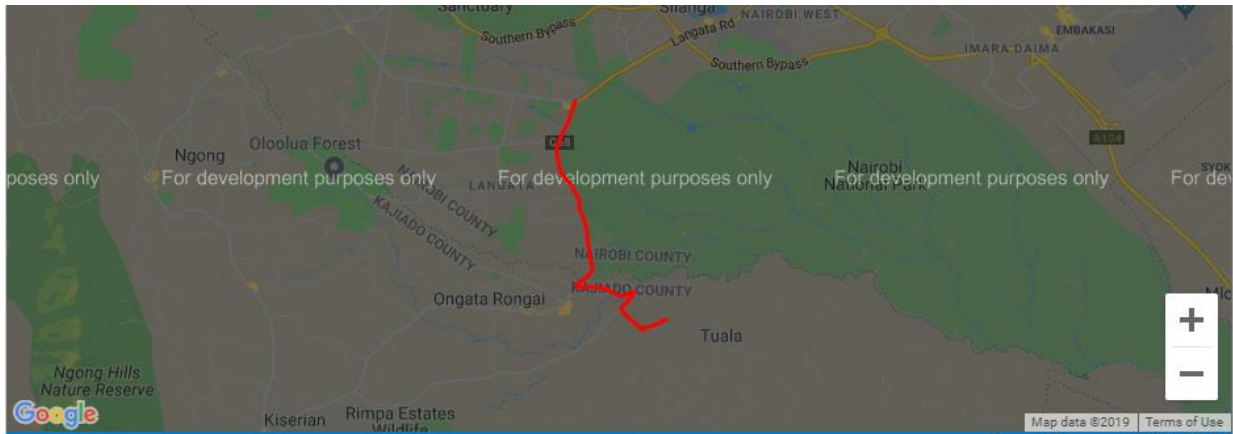 Sanctuary
Silanga
NAIROBI WEST
EMBAKASI
Southern Bypass
Langata Rd
IMARA DAIMA
Southern Bypass
C58
A104
Oloolua Forest
Ngong
Nairobi
National Park
poses only
For development purposes only
For development purposes only
For development purposes only
For dev
SYOK
LANGATA
NAIROBI COUNTY
KAJIADO COUNTY
NAIROBI COUNTY
KAJIADO COUNTY
Ongata Rongai
Tuala
Ngong Hills
Nature Reserve
Kiserian
Rimpa Estates
Wildlife
Google
Map data ©2019
Terms of Use